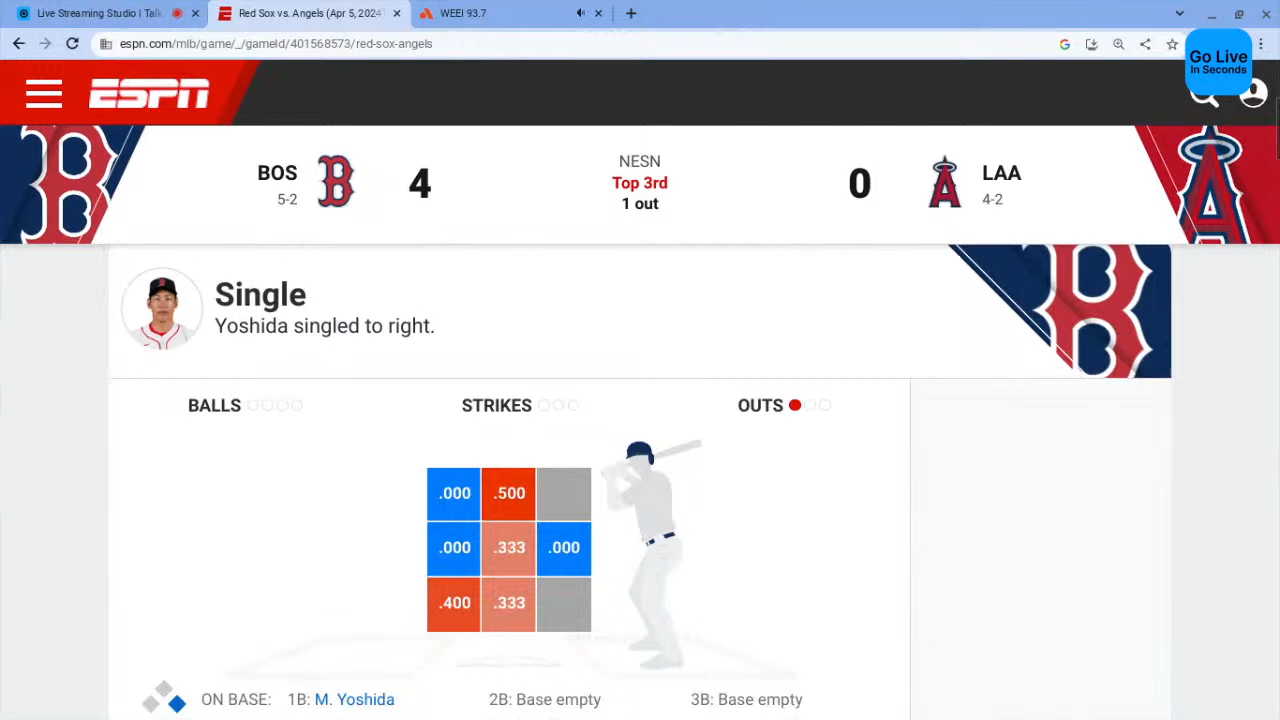 Live Streaming Studio | Talk
Red Sox vs. Angels (Apr 5, 2024
WEEI 93.7
espn.com/mlb/game/_/gameId/401568573/red-sox-angels
Go Live
In Seconds
ESPN
BOS
5-2
B
4
NESN
Top 3rd
1 out
0
A
LAA
4-2
B
A
Single
Yoshida singled to right.
B
BALLS
STRIKES
OUTS
.000 .500
.000 .333 .000
.400 .333
ON BASE: 1B: M. Yoshida 2B: Base empty 3B: Base empty